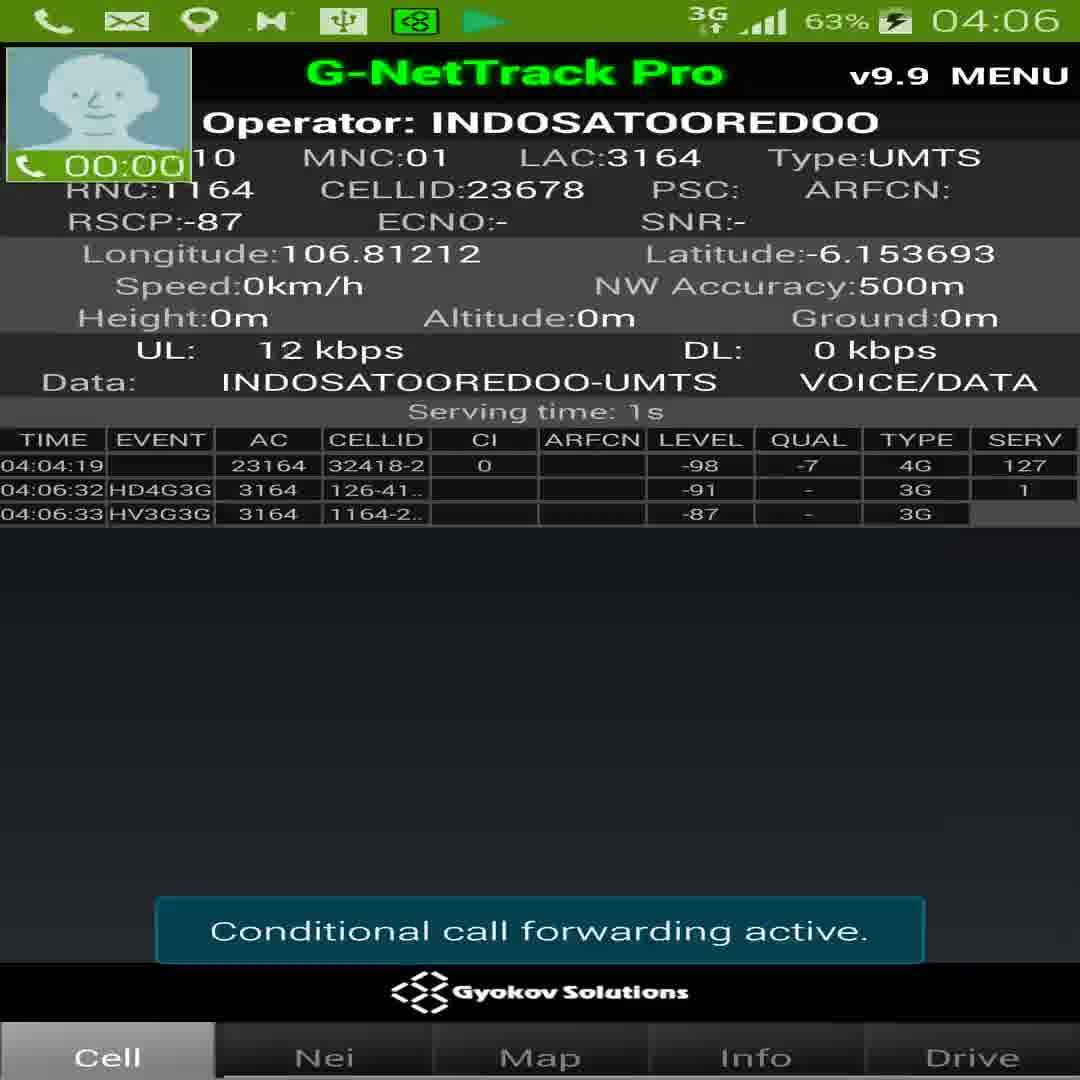 3G 63% 04:06
G-NetTrack Pro v9.9 MENU
Operator: INDOSATOOREDOO
00:00 10 MNC:01 LAC:3164 Type:UMTS
RNC:1164 CELLID:23678 PSC: ARFCN:
RSCP:-87 ECNO:- SNR:-
Longitude:106.81212 Latitude:-6.153693
Speed:0km/h NW Accuracy:500m
Height:0m Altitude:0m Ground:0m
UL: 12 kbps DL: 0 kbps
Data: INDOSATOOREDOO-UMTS VOICE/DATA
Serving time: 1s
TIME EVENT AC CELLID CI ARFCN LEVEL QUAL TYPE SERV
04:04:19 23164 32418-2 0 -98 -7 4G 127
04:06:32 HD4G3G 3164 126-41.. -91 - 3G 1
04:06:33 HV3G3G 3164 1164-2.. -87 - 3G
Conditional call forwarding active.
Gyokov Solutions
Cell Nei Map Info Drive